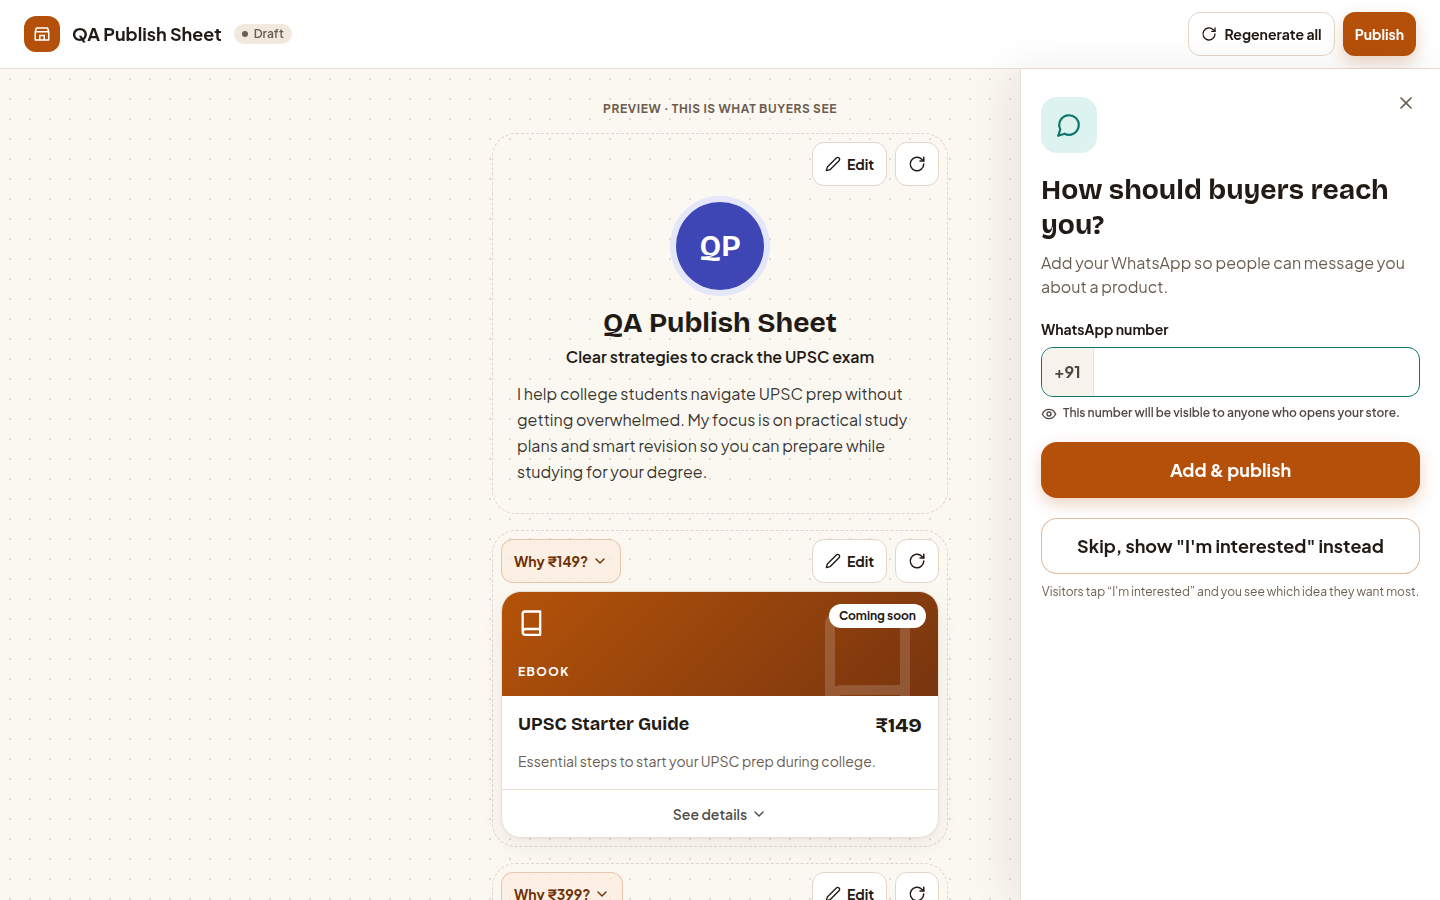 QA Publish Sheet
Draft
Regenerate all
Publish
PREVIEW · THIS IS WHAT BUYERS SEE
Edit
QP
QA Publish Sheet
Clear strategies to crack the UPSC exam
I help college students navigate UPSC prep without
getting overwhelmed. My focus is on practical study
plans and smart revision so you can prepare while
studying for your degree.
Why ₹149?
Edit
Coming soon
EBOOK
UPSC Starter Guide
₹149
Essential steps to start your UPSC prep during college.
See details
Why ₹399?
Edit
How should buyers reach
you?
Add your WhatsApp so people can message you
about a product.
WhatsApp number
+91
This number will be visible to anyone who opens your store.
Add & publish
Skip, show "I'm interested" instead
Visitors tap “I'm interested” and you see which idea they want most.